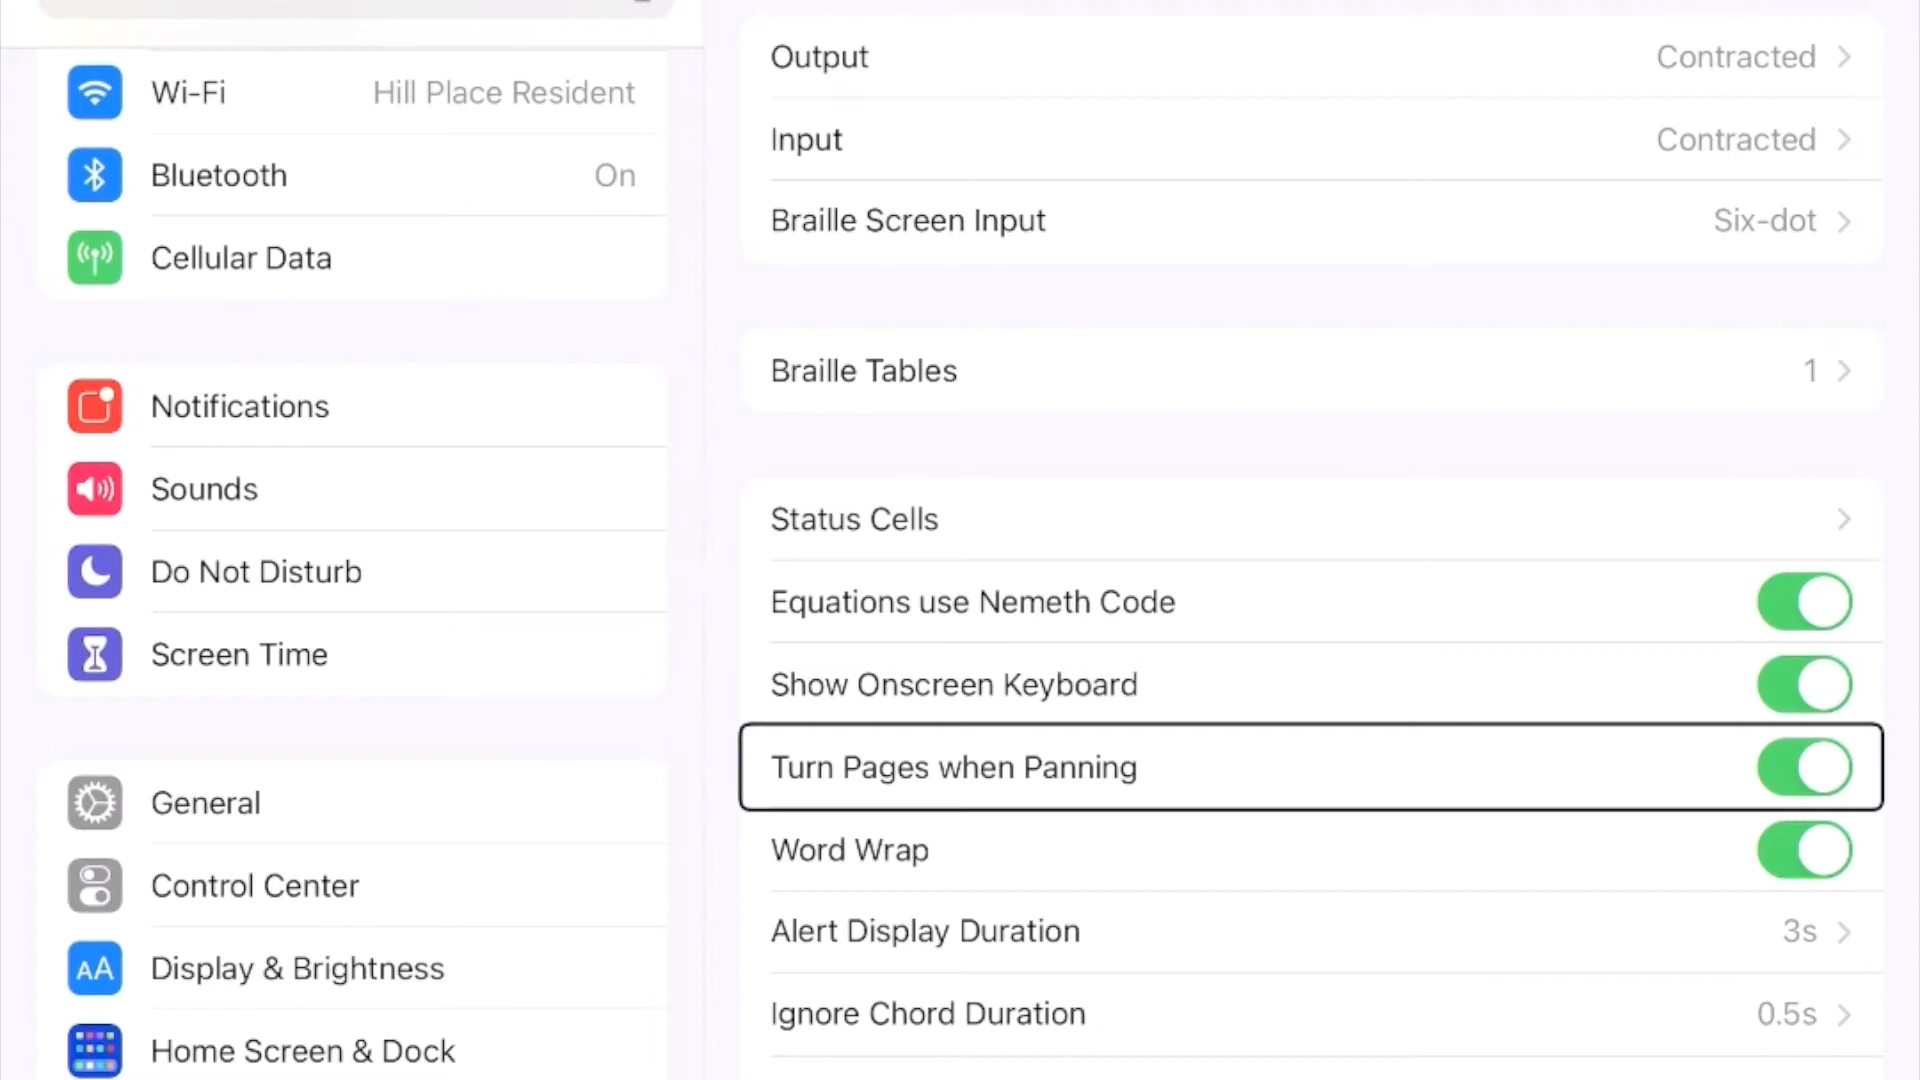 Wi-Fi Hill Place Resident
Bluetooth On
Cellular Data
Notifications
Sounds
Do Not Disturb
Screen Time
General
Control Center
AA Display & Brightness
Home Screen & Dock
Output Contracted
Input Contracted
Braille Screen Input Six-dot
Braille Tables 1
Status Cells
Equations use Nemeth Code
Show Onscreen Keyboard
Turn Pages when Panning
Word Wrap
Alert Display Duration 3s
Ignore Chord Duration 0.5s